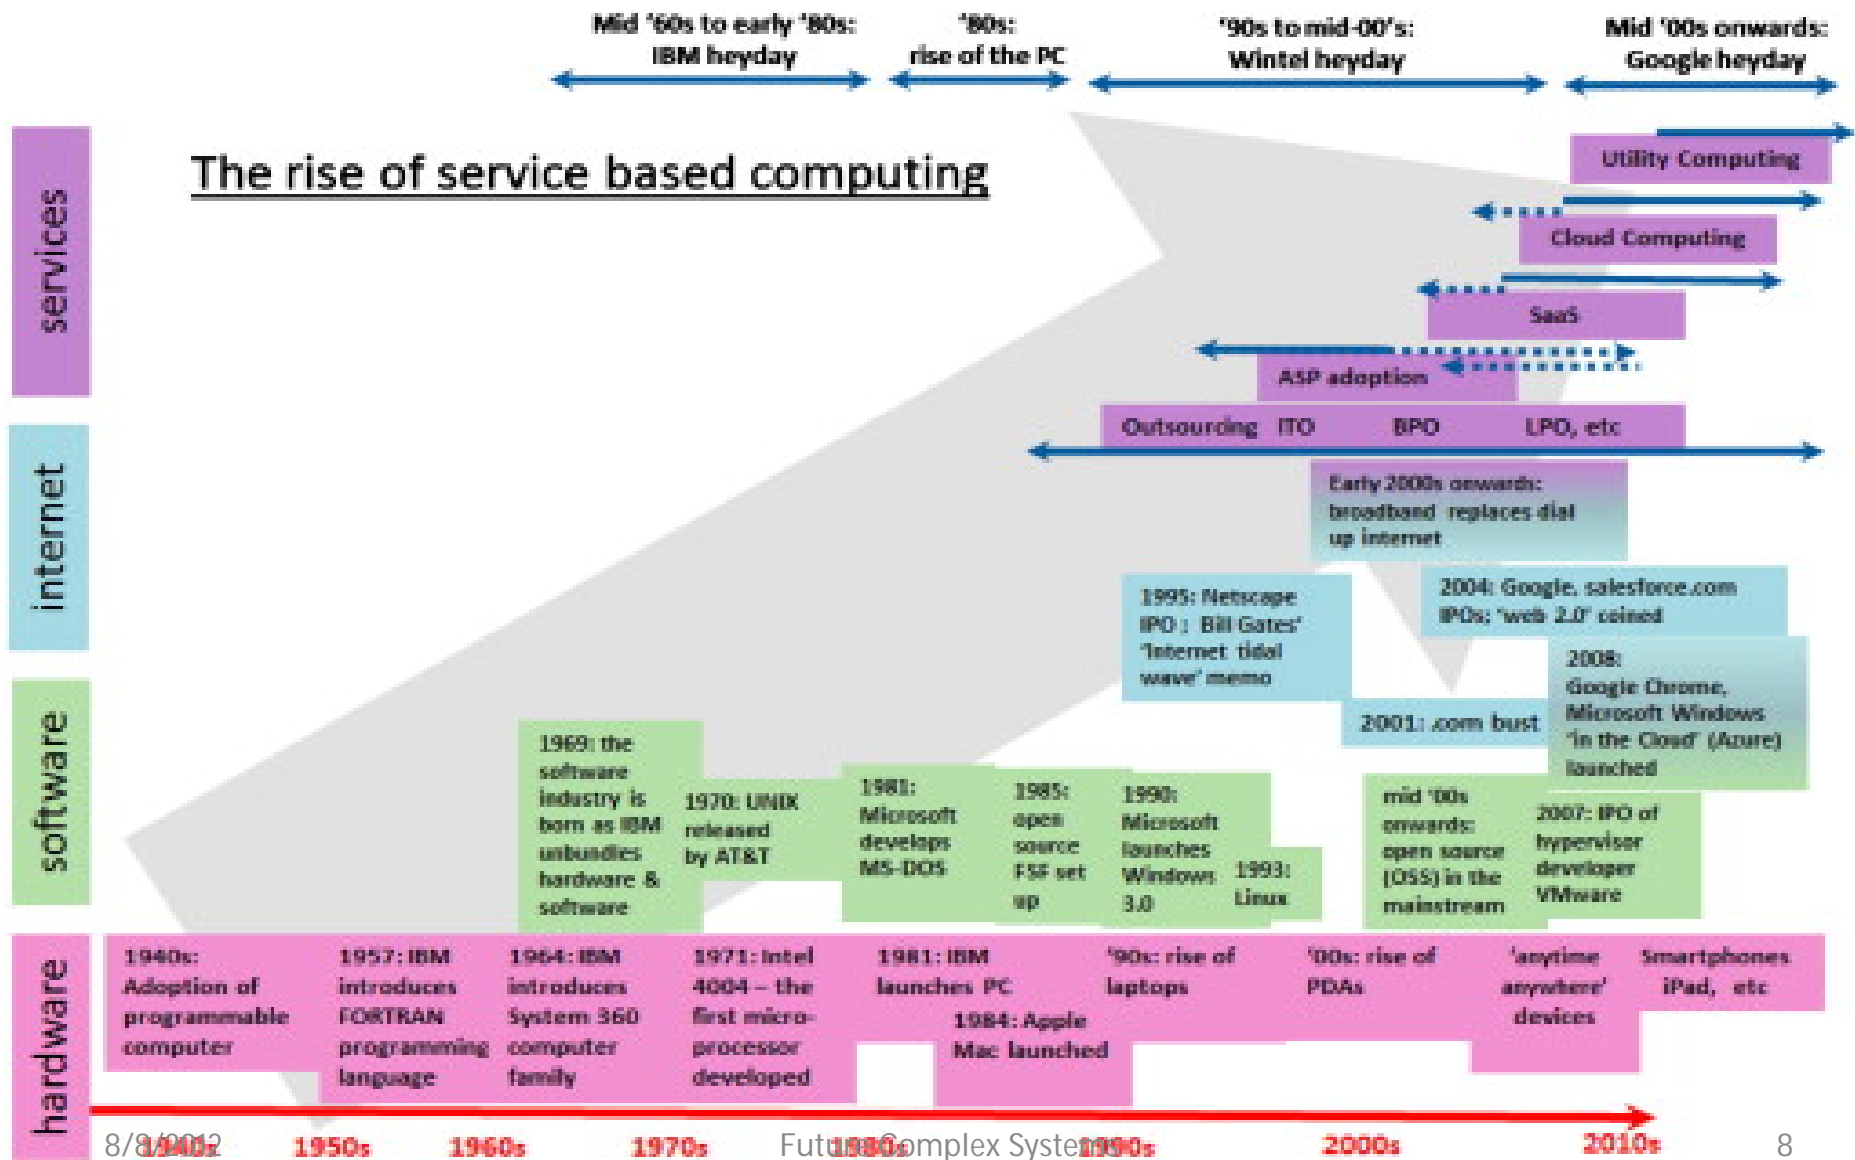 Mid '60s to early '80s:
IBM heyday
'80s:
rise of the PC
'90s to mid-00's:
Wintel heyday
Mid '00s onwards:
Google heyday
The rise of service based computing
services
Utility Computing
Cloud Computing
SaaS
ASP adoption
Outsourcing ITO BPO LPO, etc
internet
Early 2000s onwards:
broadband replaces dial
up internet
1995: Netscape
IPO ; Bill Gates'
'Internet tidal
wave' memo
2004: Google, salesforce.com
IPOs; 'web 2.0' coined
2001: .com bust
2008:
Google Chrome,
Microsoft Windows
'in the Cloud' (Azure)
launched
software
1969: the
software
industry is
born as IBM
unbundles
hardware &
software
1970: UNIX
released
by AT&T
1981:
Microsoft
develops
MS-DOS
1985:
open
source
FSF set
up
1990:
Microsoft
launches
Windows
3.0
1993:
Linux
mid '00s
onwards:
open source
(OSS) in the
mainstream
2007: IPO of
hypervisor
developer
VMware
hardware
1940s:
Adoption of
programmable
computer
1957: IBM
introduces
FORTRAN
programming
language
1964: IBM
introduces
System 360
computer
family
1971: Intel
4004 – the
first micro-
processor
developed
1981: IBM
launches PC
1984: Apple
Mac launched
'90s: rise of
laptops
'00s: rise of
PDAs
'anytime
anywhere'
devices
Smartphones
iPad, etc
1940s 1950s 1960s 1970s 1980s 1990s 2000s 2010s
8/8/2012 Future Complex Systems 8